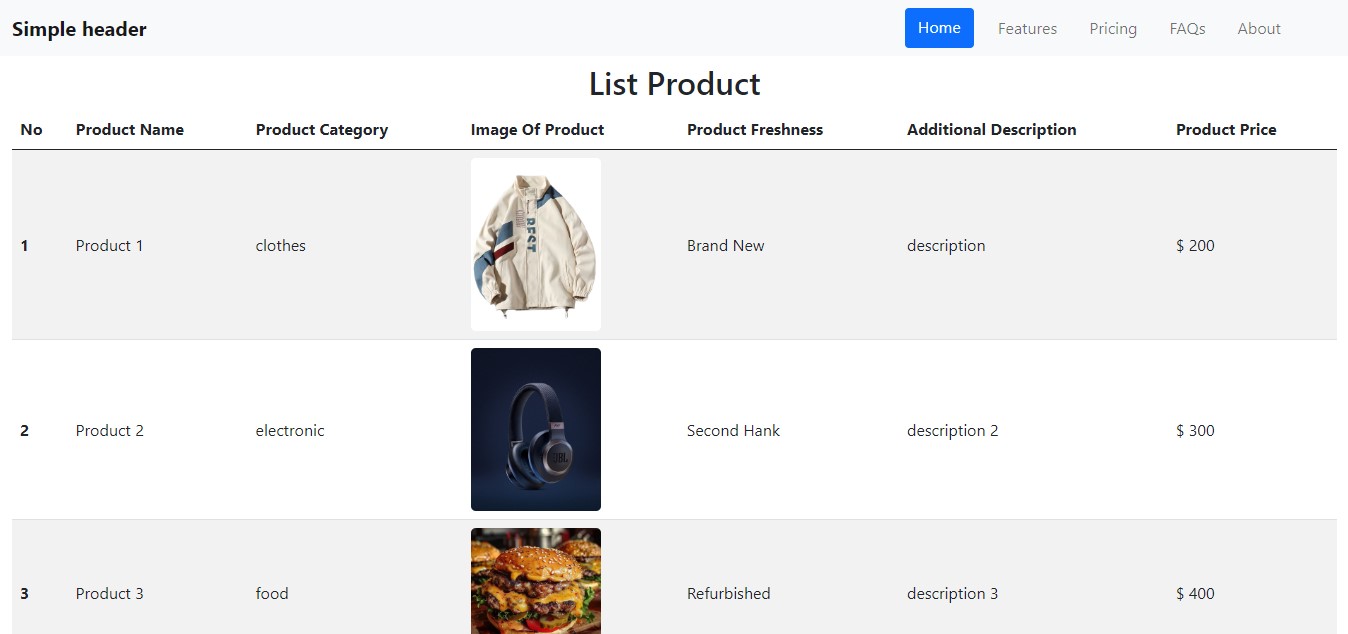 Simple header Home Features Pricing FAQs About
List Product
No Product Name Product Category Image Of Product Product Freshness Additional Description Product Price
REST
1 Product 1 clothes Brand New description $ 200
2 Product 2 electronic Second Hank description 2 $ 300
JBL
3 Product 3 food Refurbished description 3 $ 400